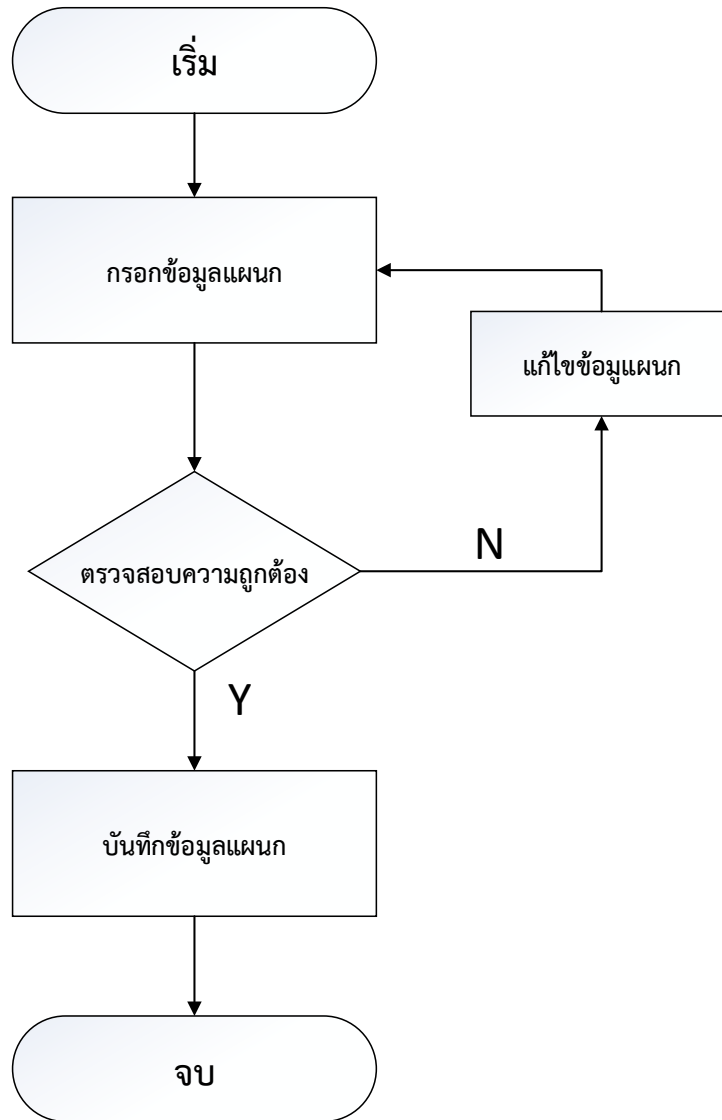 เริ่ม
กรอกข้อมูลแผนก
แก้ไขข้อมูแผนก
ตรวจสอบความถูกต้อง
N
Y
บันทึกข้อมูลแผนก
จบ